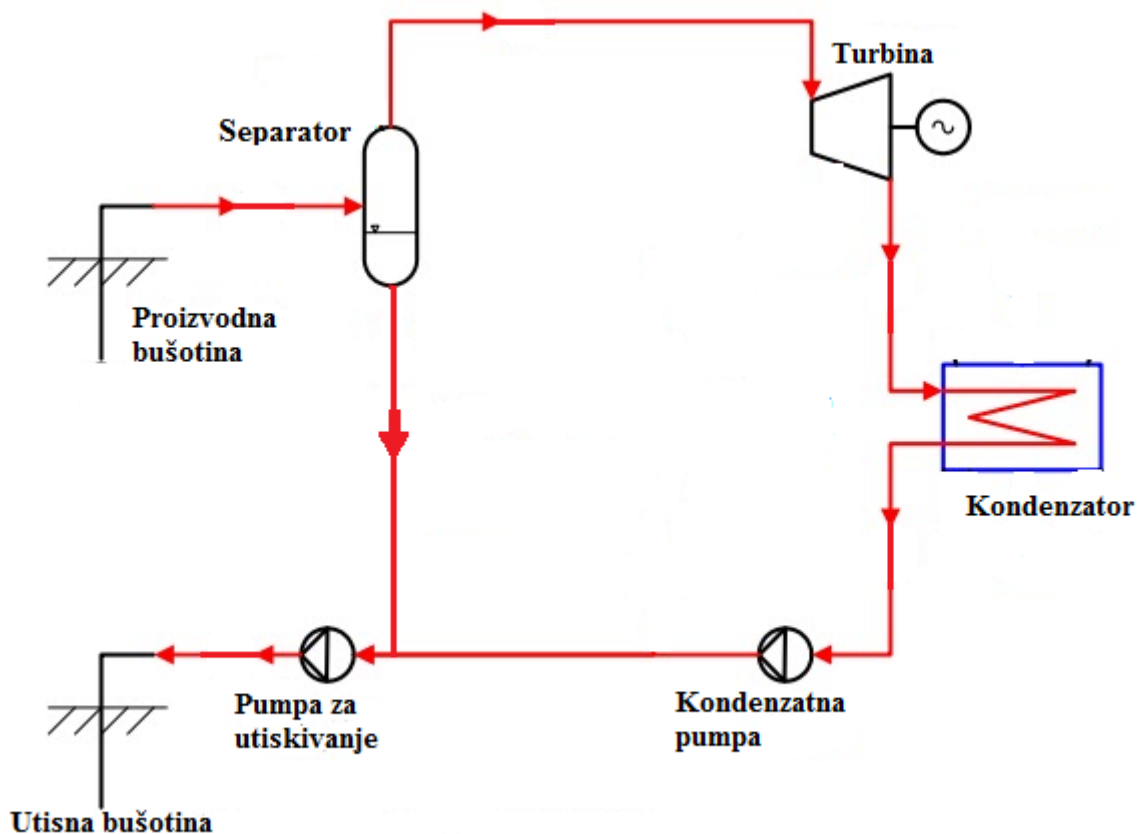 Turbina
Separator
Proizvodna
bušotina
Kondenzator
Pumpa za
utiskivanje
Kondenzatna
pumpa
Utisna bušotina